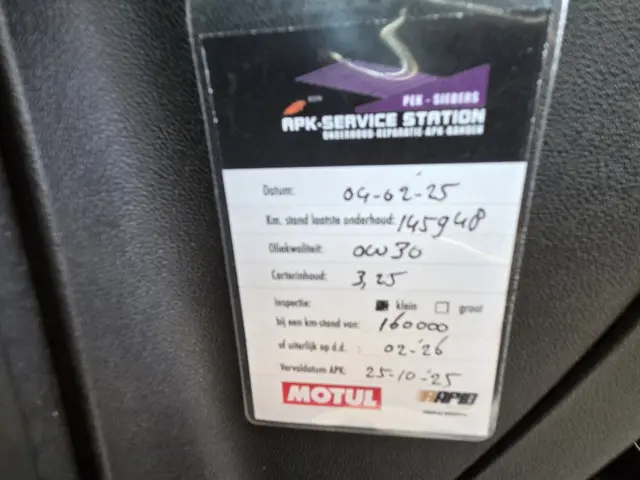 PEK - SIEBERS
APK-SERVICE STATION
ONDERHOUD-REPARATIE-APK-BANDEN
Datum: 04-02-'25
Km. stand laatste onderhoud: 145948
Oliekwaliteit: 0W30
Carterinhoud: 3,25
Inspectie: klein groot
bij een km-stand van: 160000
of uiterlijk op d.d. : 02-'26
Vervaldatum APK: 25-10-'25
MOTUL RAPID